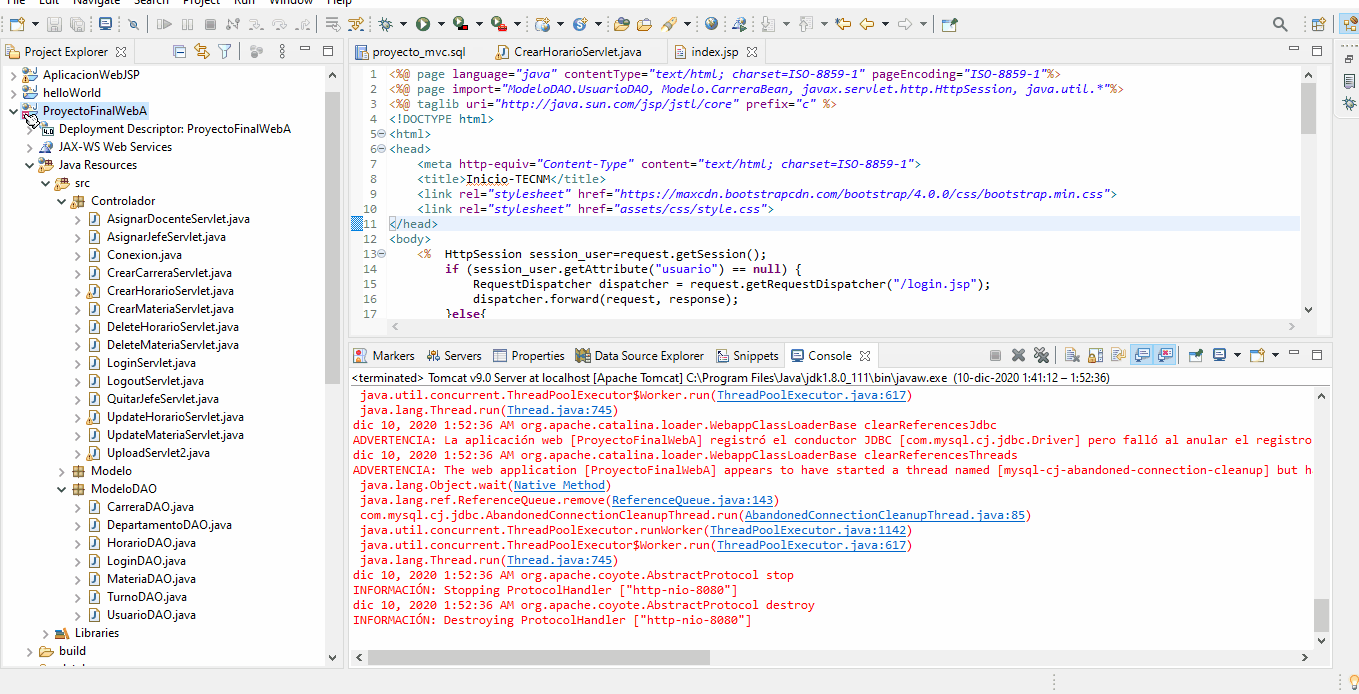 File Edit Navigate Search Project Run Window Help
Project Explorer
AplicacionWebJSP
helloWorld
ProyectoFinalWebA
Deployment Descriptor: ProyectoFinalWebA
JAX-WS Web Services
Java Resources
src
Controlador
AsignarDocenteServlet.java
AsignarJefeServlet.java
Conexion.java
CrearCarreraServlet.java
CrearHorarioServlet.java
CrearMateriaServlet.java
DeleteHorarioServlet.java
DeleteMateriaServlet.java
LoginServlet.java
LogoutServlet.java
QuitarJefeServlet.java
UpdateHorarioServlet.java
UpdateMateriaServlet.java
UploadServlet2.java
Modelo
ModeloDAO
CarreraDAO.java
DepartamentoDAO.java
HorarioDAO.java
LoginDAO.java
MateriaDAO.java
TurnoDAO.java
UsuarioDAO.java
Libraries
build
proyecto_mvc.sql CrearHorarioServlet.java index.jsp
1 <%@ page language="java" contentType="text/html; charset=ISO-8859-1" pageEncoding="ISO-8859-1"%>
2 <%@ page import="ModeloDAO.UsuarioDAO, Modelo.CarreraBean, javax.servlet.http.HttpSession, java.util.*"%>
3 <%@ taglib uri="http://java.sun.com/jsp/jstl/core" prefix="c" %>
4 <!DOCTYPE html>
5 <html>
6 <head>
7 <meta http-equiv="Content-Type" content="text/html; charset=ISO-8859-1">
8 <title>Inicio-TECNM</title>
9 <link rel="stylesheet" href="https://maxcdn.bootstrapcdn.com/bootstrap/4.0.0/css/bootstrap.min.css">
10 <link rel="stylesheet" href="assets/css/style.css">
11 </head>
12 <body>
13 <% HttpSession session_user=request.getSession();
14 if (session_user.getAttribute("usuario") == null) {
15 RequestDispatcher dispatcher = request.getRequestDispatcher("/login.jsp");
16 dispatcher.forward(request, response);
17 }else{
Markers Servers Properties Data Source Explorer Snippets Console
<terminated> Tomcat v9.0 Server at localhost [Apache Tomcat] C:\Program Files\Java\jdk1.8.0_111\bin\javaw.exe (10-dic-2020 1:41:12 – 1:52:36)
java.util.concurrent.ThreadPoolExecutor$Worker.run(ThreadPoolExecutor.java:617)
java.lang.Thread.run(Thread.java:745)
dic 10, 2020 1:52:36 AM org.apache.catalina.loader.WebappClassLoaderBase clearReferencesJdbc
ADVERTENCIA: La aplicación web [ProyectoFinalWebA] registró el conductor JDBC [com.mysql.cj.jdbc.Driver] pero falló al anular el registro
dic 10, 2020 1:52:36 AM org.apache.catalina.loader.WebappClassLoaderBase clearReferencesThreads
ADVERTENCIA: The web application [ProyectoFinalWebA] appears to have started a thread named [mysql-cj-abandoned-connection-cleanup] but h
java.lang.Object.wait(Native Method)
java.lang.ref.ReferenceQueue.remove(ReferenceQueue.java:143)
com.mysql.cj.jdbc.AbandonedConnectionCleanupThread.run(AbandonedConnectionCleanupThread.java:85)
java.util.concurrent.ThreadPoolExecutor.runWorker(ThreadPoolExecutor.java:1142)
java.util.concurrent.ThreadPoolExecutor$Worker.run(ThreadPoolExecutor.java:617)
java.lang.Thread.run(Thread.java:745)
dic 10, 2020 1:52:36 AM org.apache.coyote.AbstractProtocol stop
INFORMACIÓN: Stopping ProtocolHandler ["http-nio-8080"]
dic 10, 2020 1:52:36 AM org.apache.coyote.AbstractProtocol destroy
INFORMACIÓN: Destroying ProtocolHandler ["http-nio-8080"]